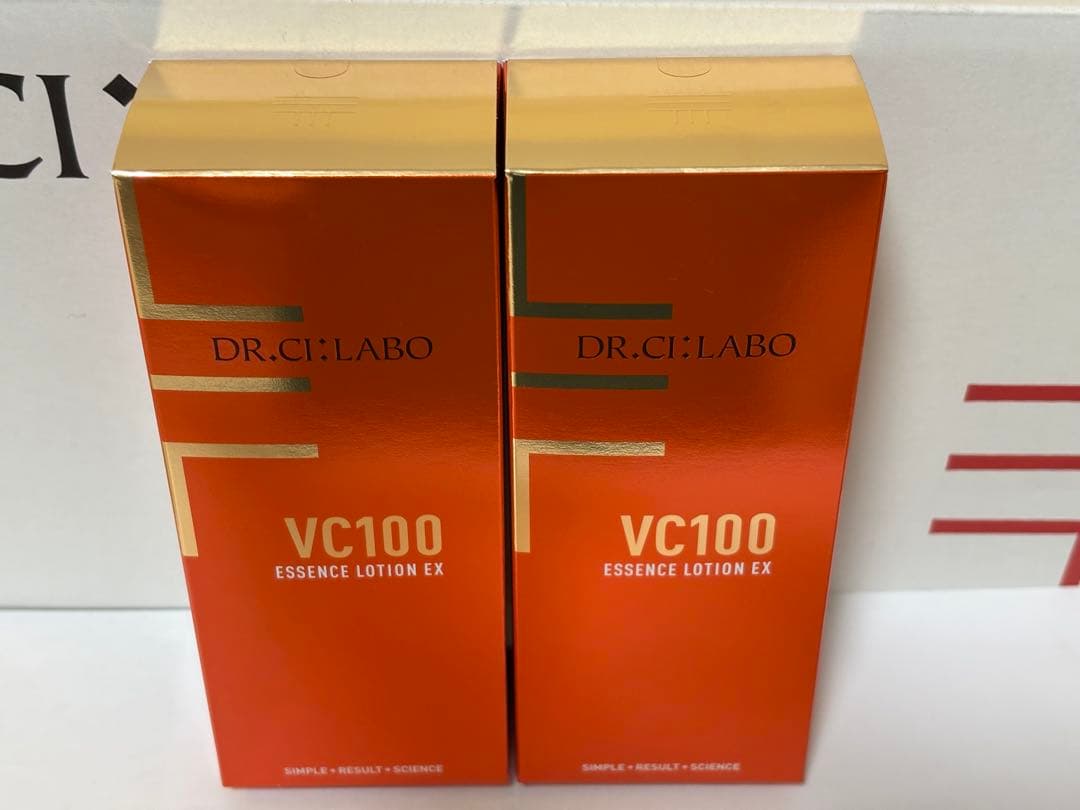 CI:
DR.CI:LABO
VC100
ESSENCE LOTION EX
SIMPLE + RESULT + SCIENCE
DR.CI:LABO
VC100
ESSENCE LOTION EX
SIMPLE + RESULT + SCIENCE